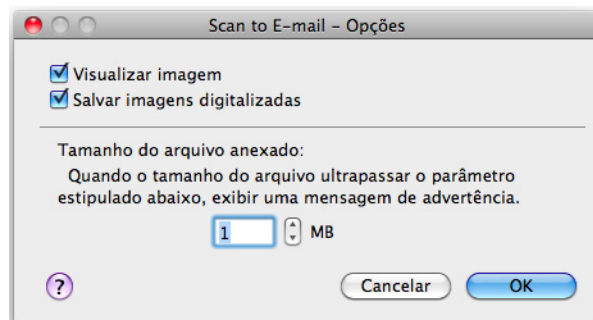 Scan to E-mail – Opções
Visualizar imagem
Salvar imagens digitalizadas
Tamanho do arquivo anexado:
Quando o tamanho do arquivo ultrapassar o parâmetro
estipulado abaixo, exibir uma mensagem de advertência.
1 MB
? Cancelar OK